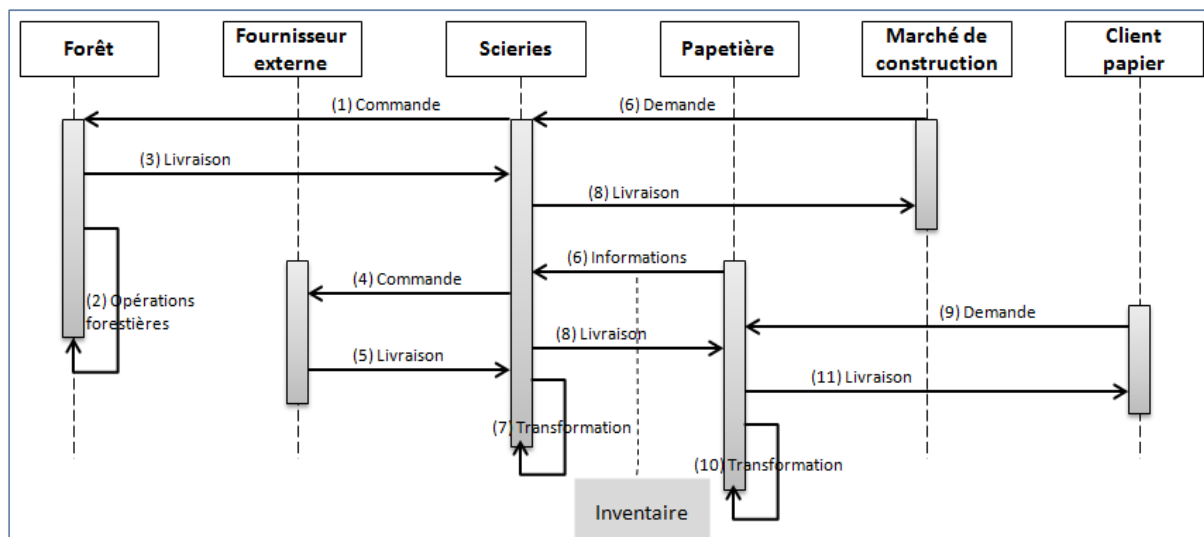 Forêt
Fournisseur
externe
Scieries
Papetière
Marché de
construction
Client
papier
(1) Commande
(6) Demande
(3) Livraison
(8) Livraison
(6) Informations
(4) Commande
(2) Opérations
forestières
(9) Demande
(8) Livraison
(5) Livraison
(11) Livraison
(7) Transformation
(10) Transformation
Inventaire